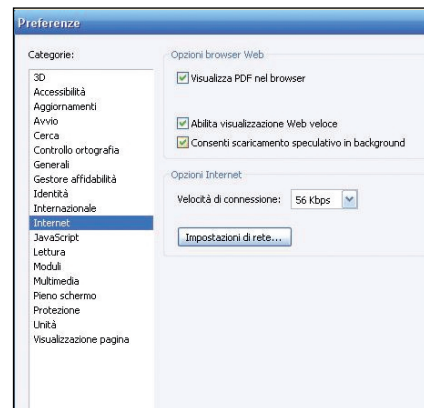 Preferenze
Categorie:
3D
Accessibilità
Aggiornamenti
Avvio
Cerca
Controllo ortografia
Generali
Gestore affidabilità
Identità
Internazionale
Internet
JavaScript
Lettura
Moduli
Multimedia
Pieno schermo
Protezione
Unità
Visualizzazione pagina
Opzioni browser Web
Visualizza PDF nel browser
Abilita visualizzazione Web veloce
Consenti scaricamento speculativo in background
Opzioni Internet
Velocità di connessione: 56 Kbps
Impostazioni di rete...